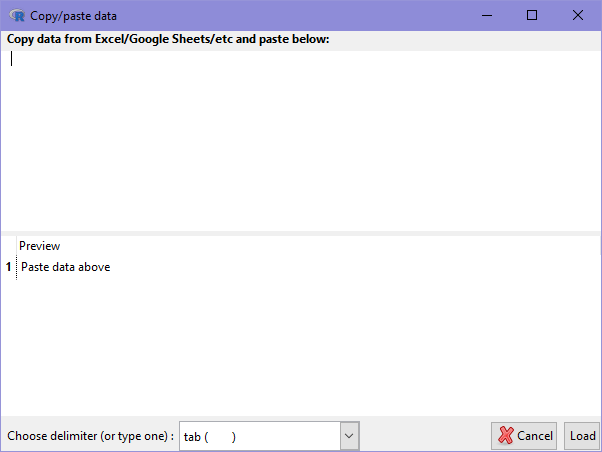 Copy/paste data
Copy data from Excel/Google Sheets/etc and paste below:
Preview
1 Paste data above
Choose delimiter (or type one) : tab ( ) Cancel Load